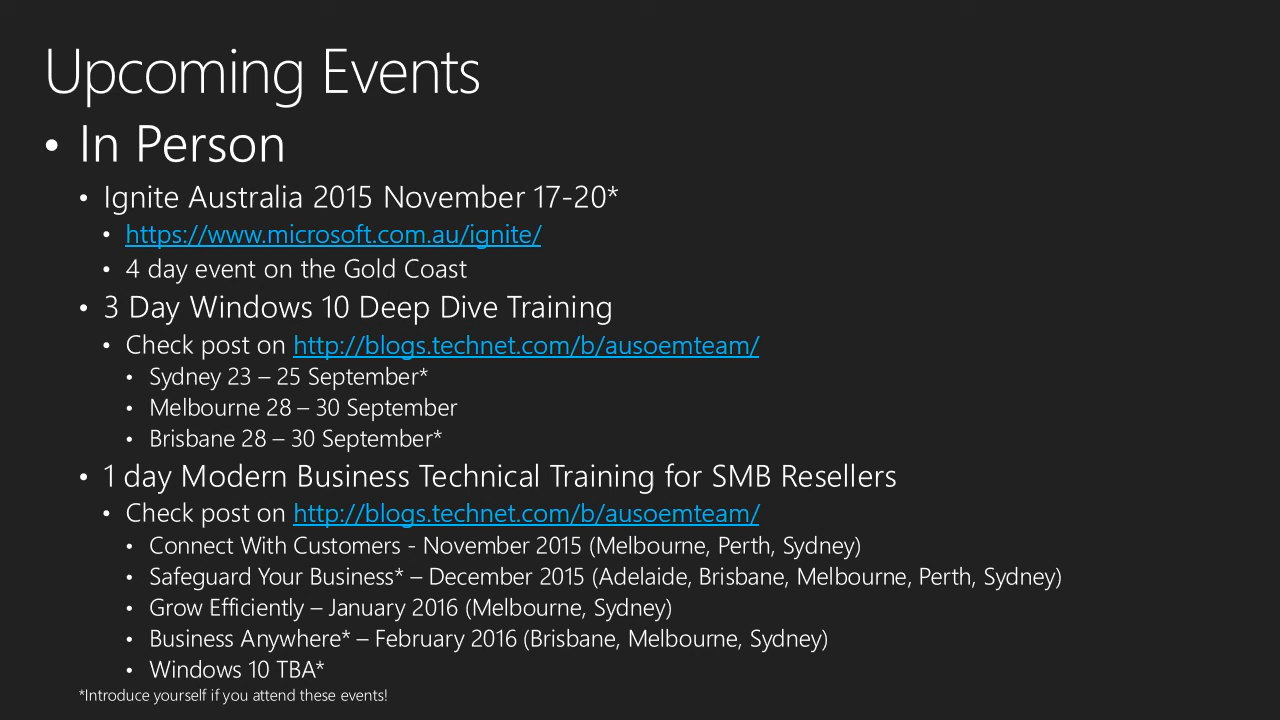 Upcoming Events
• In Person
• Ignite Australia 2015 November 17-20*
• https://www.microsoft.com.au/ignite/
• 4 day event on the Gold Coast
• 3 Day Windows 10 Deep Dive Training
• Check post on http://blogs.technet.com/b/ausoemteam/
• Sydney 23 – 25 September*
• Melbourne 28 – 30 September
• Brisbane 28 – 30 September*
• 1 day Modern Business Technical Training for SMB Resellers
• Check post on http://blogs.technet.com/b/ausoemteam/
• Connect With Customers - November 2015 (Melbourne, Perth, Sydney)
• Safeguard Your Business* – December 2015 (Adelaide, Brisbane, Melbourne, Perth, Sydney)
• Grow Efficiently – January 2016 (Melbourne, Sydney)
• Business Anywhere* – February 2016 (Brisbane, Melbourne, Sydney)
• Windows 10 TBA*
*Introduce yourself if you attend these events!